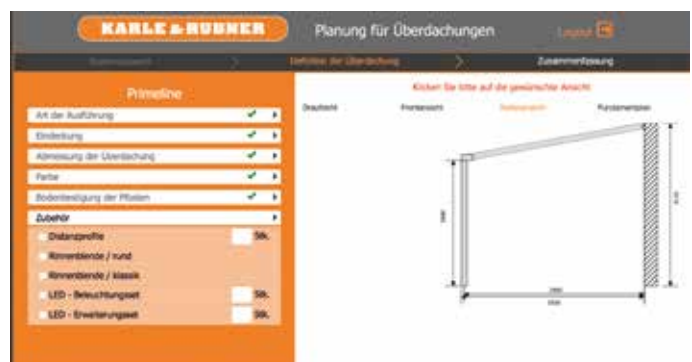 KARLE & RUBNER
Planung für Überdachungen
Logout
Definition der Überdachung
Zusammenfassung
Primeline
Klicken Sie bitte auf die gewünschte Ansicht
Draufsicht Frontansicht Seitenansicht Fundamentplan
Art der Ausführung
Eindeckung
Abmessung der Überdachung
Farbe
Bodenbefestigung der Pfosten
Zubehör
Distanzprofile Stk.
Rinnenblende / rund
Rinnenblende / klassik
LED - Beleuchtungsset Stk.
LED - Erweiterungsset Stk.